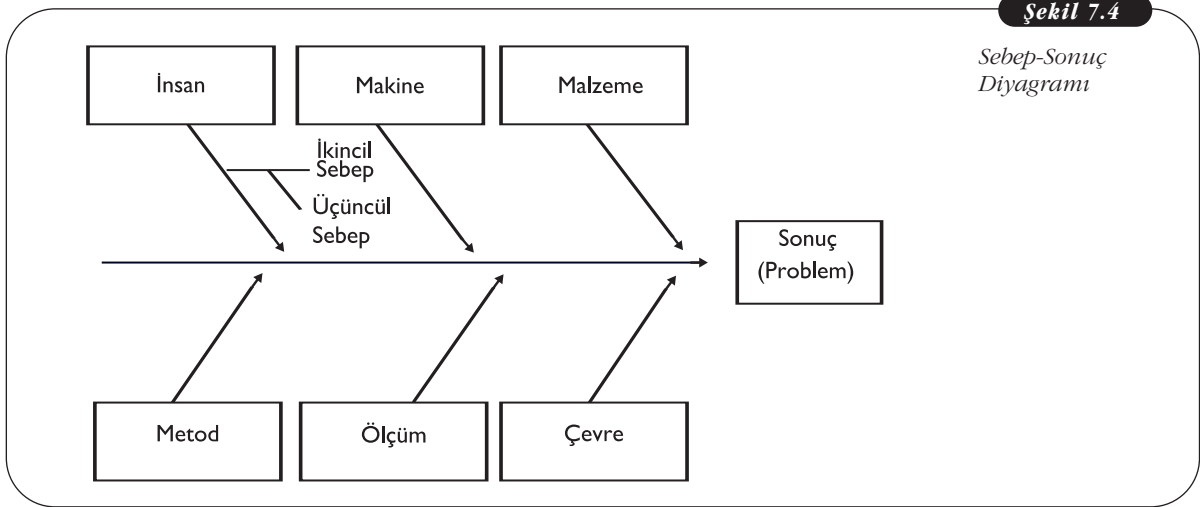 Şekil 7.4
Sebep-Sonuç
Diyagramı
İnsan
Makine
Malzeme
İkincil
Sebep
Üçüncül
Sebep
Sonuç
(Problem)
Metod
Ölçüm
Çevre